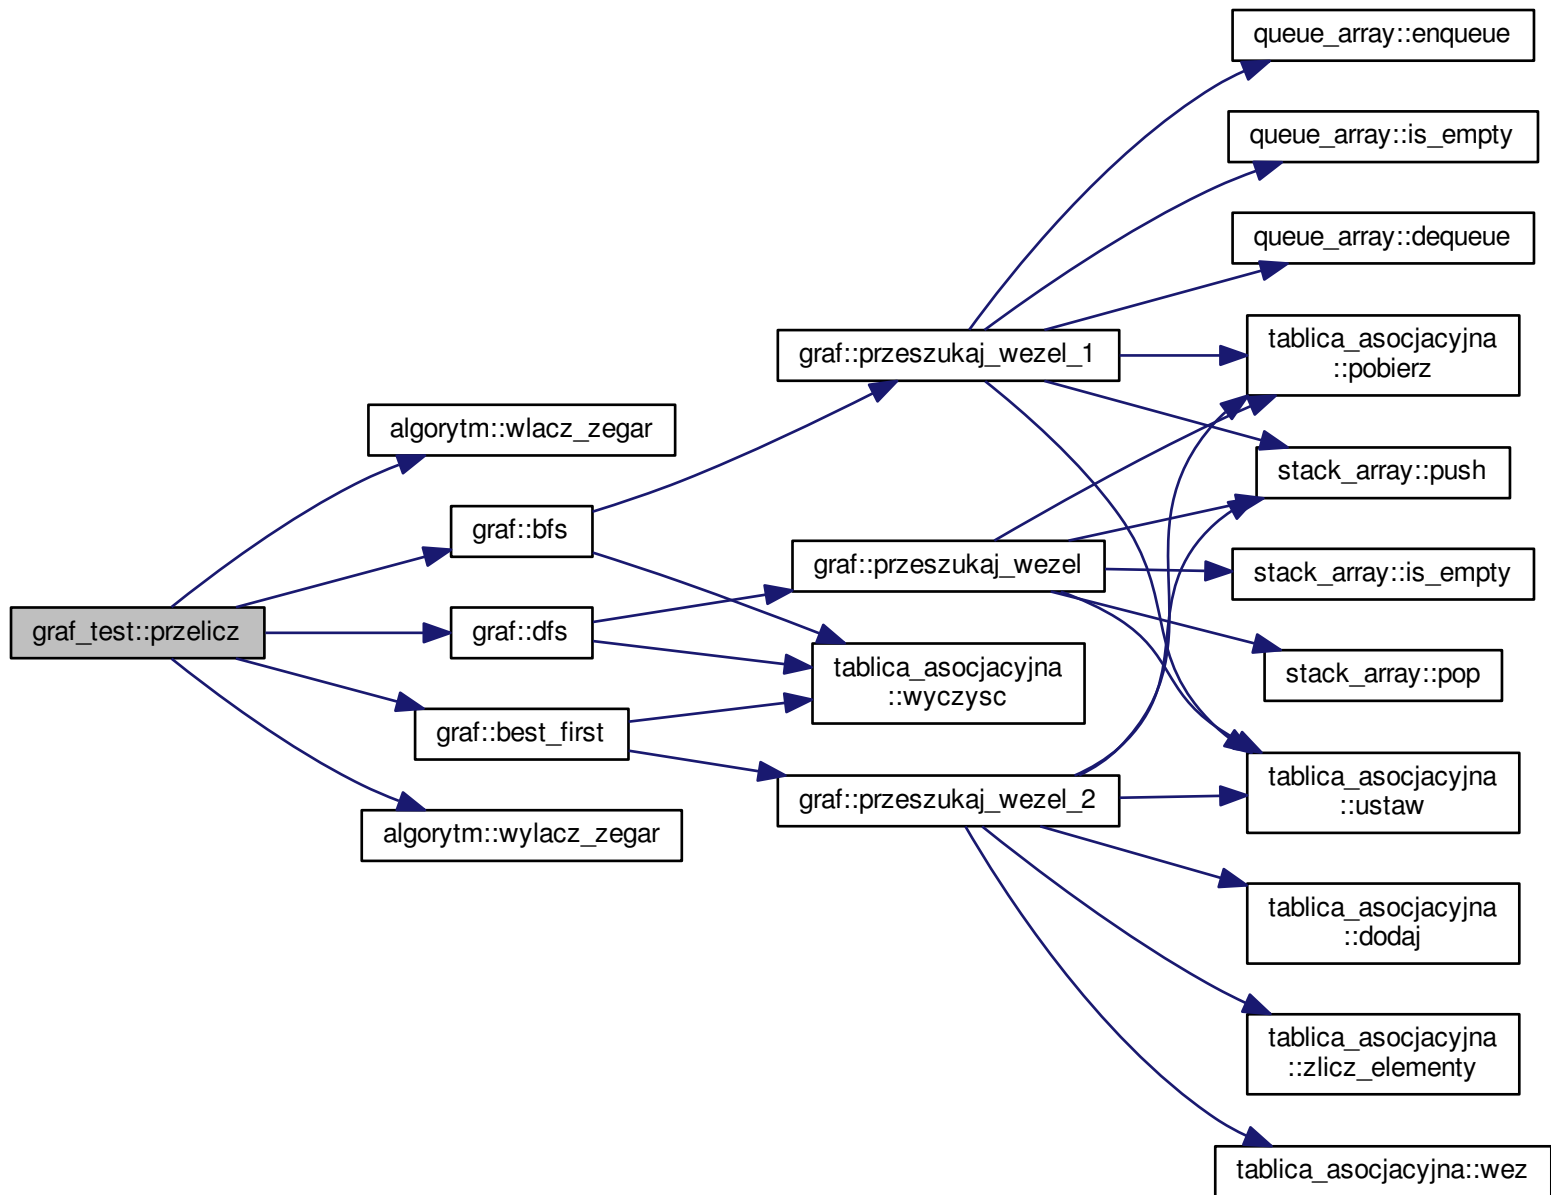 queue_array::enqueue
queue_array::is_empty
queue_array::dequeue
graf::przeszukaj_wezel_1
tablica_asocjacyjna
::pobierz
algorytm::wlacz_zegar
stack_array::push
graf::bfs
graf::przeszukaj_wezel
stack_array::is_empty
graf_test::przelicz
graf::dfs
tablica_asocjacyjna
::wyczysc
stack_array::pop
graf::best_first
graf::przeszukaj_wezel_2
tablica_asocjacyjna
::ustaw
algorytm::wylacz_zegar
tablica_asocjacyjna
::dodaj
tablica_asocjacyjna
::zlicz_elementy
tablica_asocjacyjna::wez